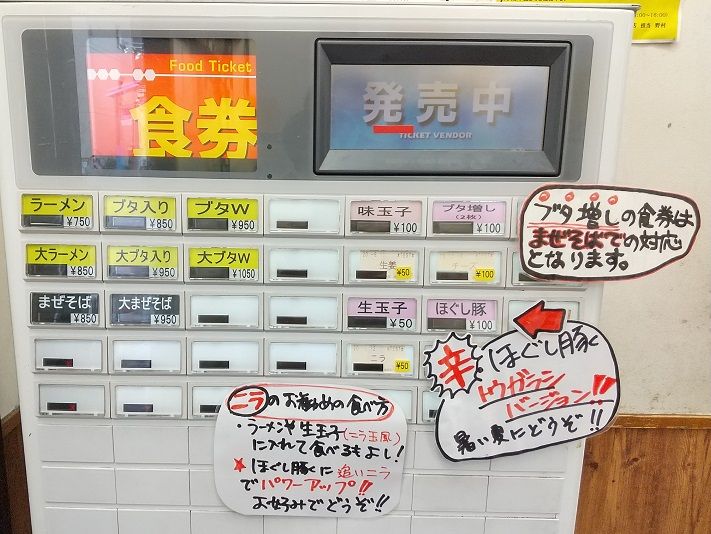 :00~16:00)
店 担当 野村
Food Ticket
食券
発売中
TICKET VENDOR
ラーメン ¥750
ブタ入り ¥850
ブタW ¥950
味玉子 ¥100
ブタ増し (2枚) ¥100
大ラーメン ¥850
大ブタ入り ¥950
大ブタW ¥1050
生姜 ¥50
チーズ ¥100
まぜそば ¥850
大まぜそば ¥950
生玉子 ¥50
ほぐし豚 ¥100
ニラ ¥50
ブタ増しの食券は
まぜそばでの対応
となります。
辛
ほぐし豚
トウガラシ
バージョン!!
暑い夏にどうぞ!!
ニラのお勧めの食べ方
・ラーメンや生玉子(ニラ玉風)
に入れて食べるもよし!
★ほぐし豚に追いニラ
でパワーアップ!!
お好みでどうぞ!!